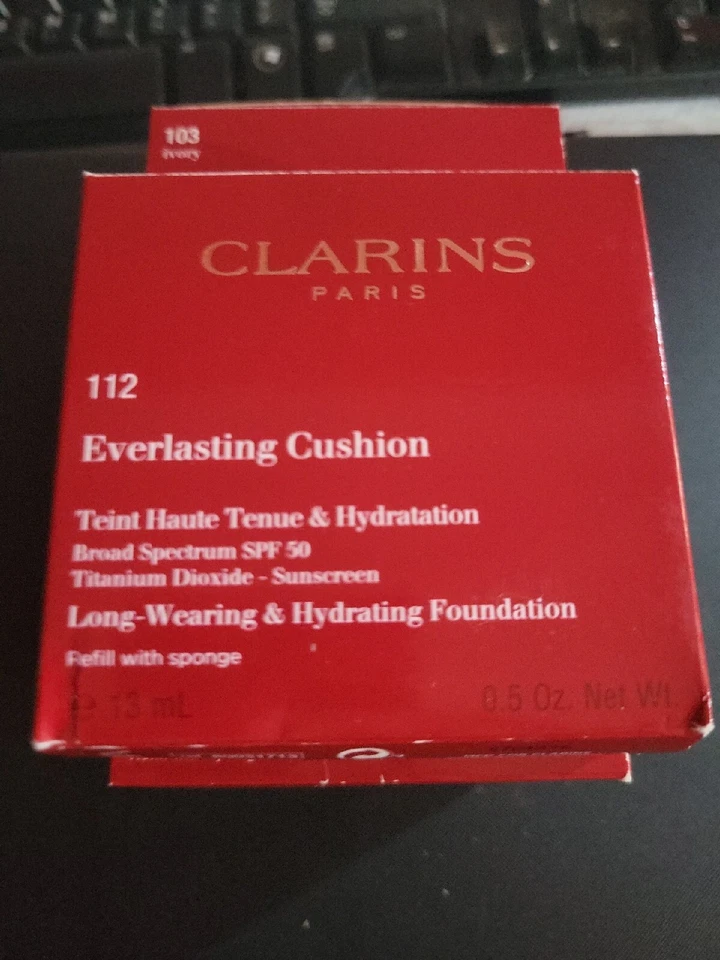 103
Ivory
CLARINS
PARIS
112
Everlasting Cushion
Teint Haute Tenue & Hydratation
Broad Spectrum SPF 50
Titanium Dioxide - Sunscreen
Long-Wearing & Hydrating Foundation
Refill with sponge
e 13 mL
0.5 Oz. Net Wt.